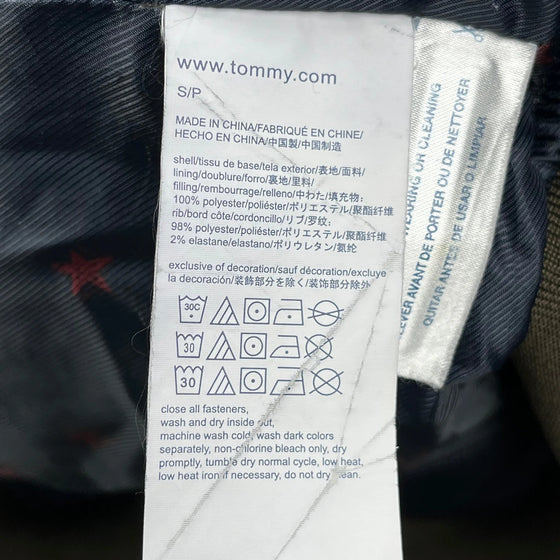 www.tommy.com
S/P
MADE IN CHINA/FABRIQUÉ EN CHINE/
HECHO EN CHINA/中国製/中国制造
shell/tissu de base/tela exterior/表地/面料/
lining/doublure/forro/裏地/里料/
filling/rembourrage/relleno/中わた/填充物:
100% polyester/poliéster/ポリエステル/聚酯纤维
rib/bord côte/cordoncillo/リブ/罗纹:
98% polyester/poliéster/ポリエステル/聚酯纤维
2% elastane/elastano/ポリウレタン/氨纶
exclusive of decoration/sauf décoration/excluye
la decoración/装飾部分を除く/装饰部分除外
30C
30
30
close all fasteners,
wash and dry inside out,
machine wash cold, wash dark colors
separately, non-chlorine bleach only, dry
promptly, tumble dry normal cycle, low heat,
low heat iron if necessary, do not dry clean.
WEARING OR CLEANING
AVANT DE PORTER OU DE NETTOYER
QUITAR ANTES DE USAR O LIMPIAR